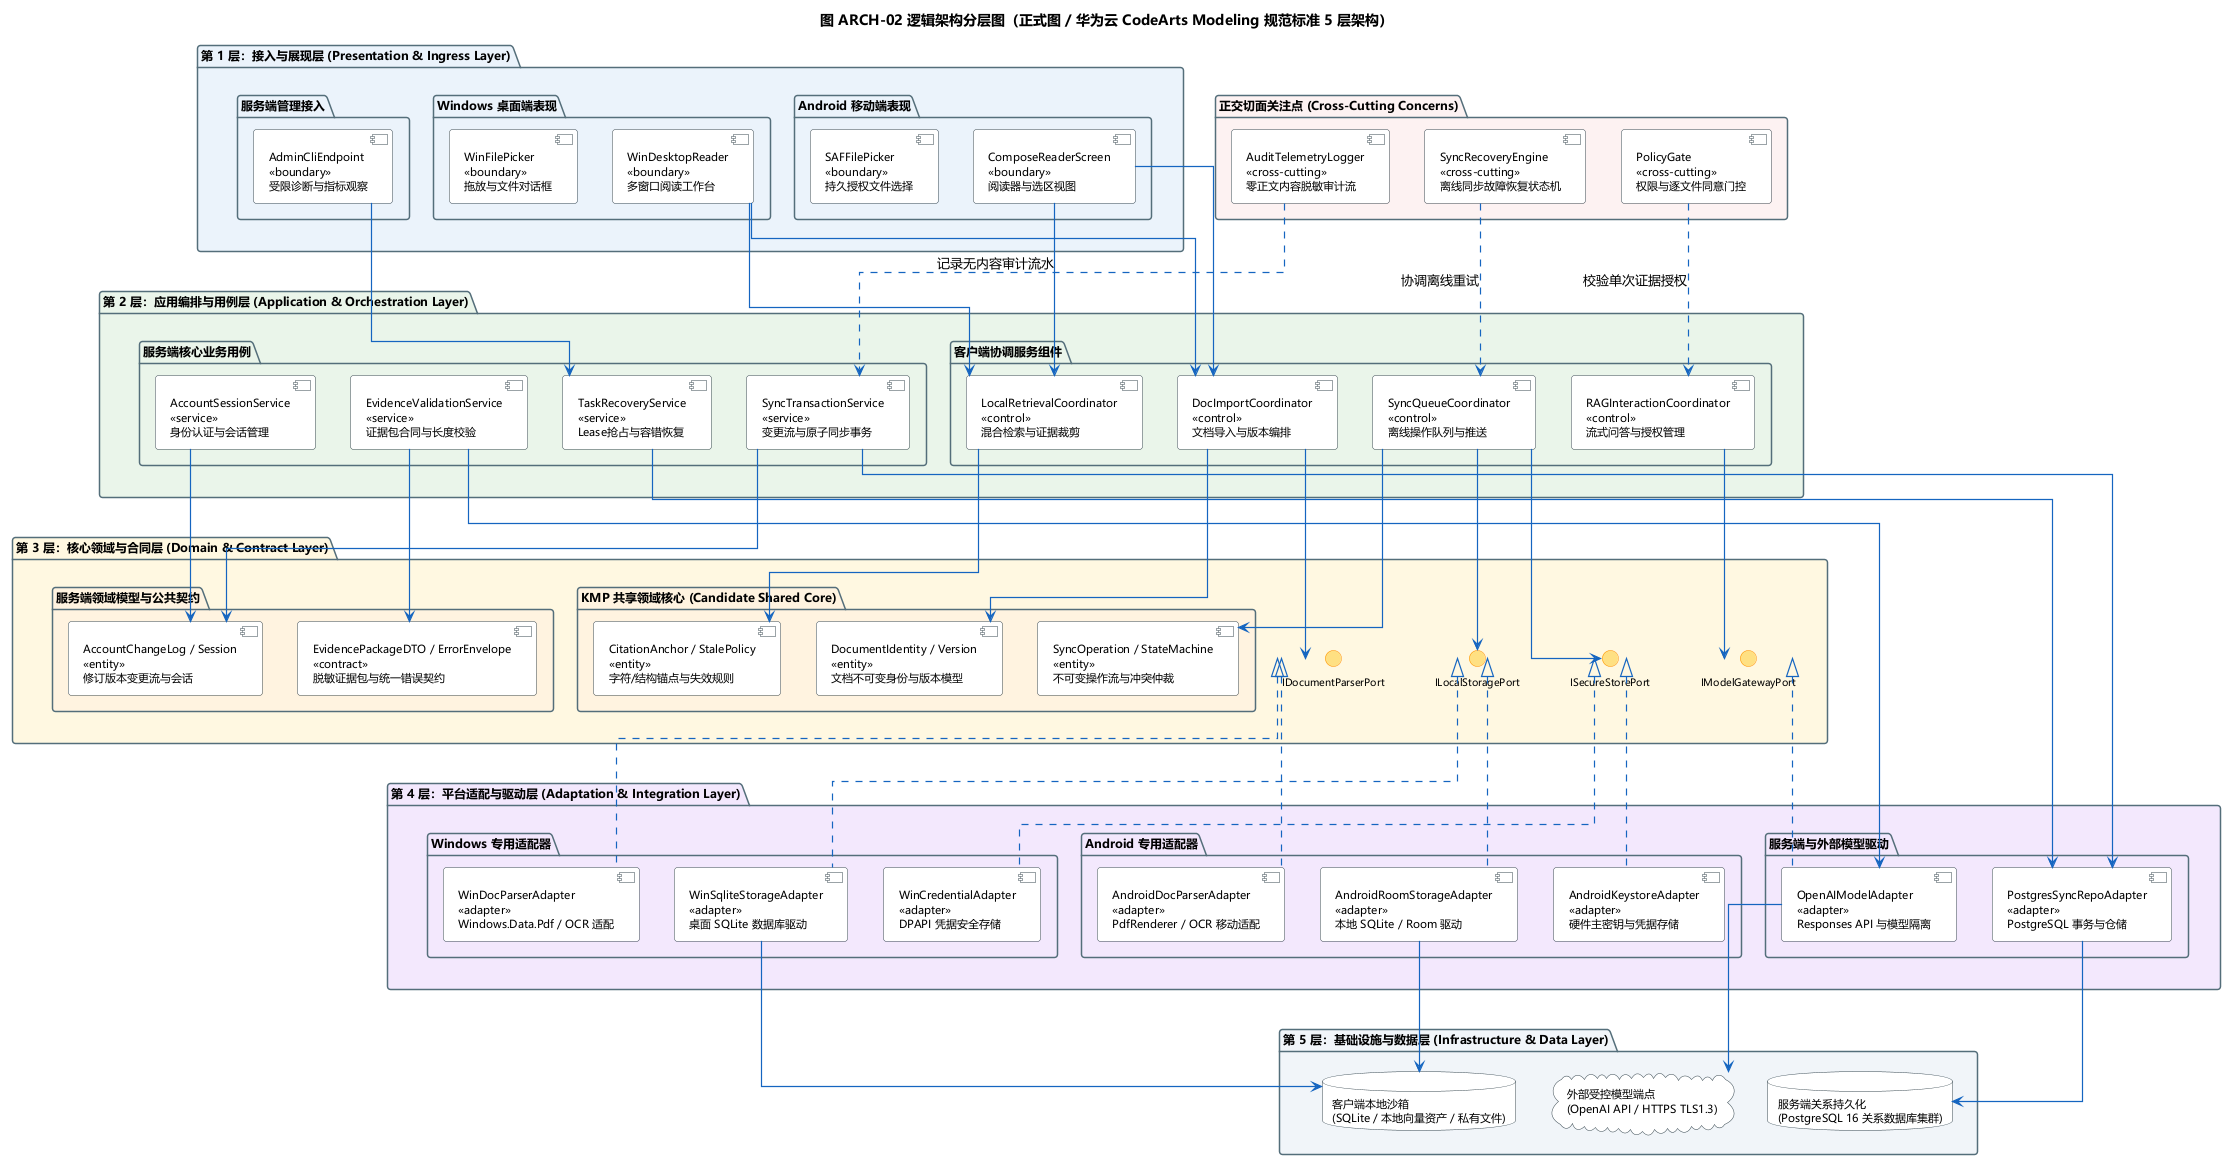 图 ARCH-02 逻辑架构分层图（正式图 / 华为云 CodeArts Modeling 规范标准 5 层架构）
第 1 层：接入与展现层 (Presentation & Ingress Layer)
服务端管理接入
AdminCliEndpoint
«boundary»
受限诊断与指标观察
Windows 桌面端表现
WinFilePicker
«boundary»
拖放与文件对话框
WinDesktopReader
«boundary»
多窗口阅读工作台
Android 移动端表现
SAFFilePicker
«boundary»
持久授权文件选择
ComposeReaderScreen
«boundary»
阅读器与选区视图
正交切面关注点 (Cross-Cutting Concerns)
AuditTelemetryLogger
«cross-cutting»
零正文内容脱敏审计流
SyncRecoveryEngine
«cross-cutting»
离线同步故障恢复状态机
PolicyGate
«cross-cutting»
权限与逐文件同意门控
记录无内容审计流水
协调离线重试
校验单次证据授权
第 2 层：应用编排与用例层 (Application & Orchestration Layer)
服务端核心业务用例
AccountSessionService
«service»
身份认证与会话管理
EvidenceValidationService
«service»
证据包合同与长度校验
TaskRecoveryService
«service»
Lease抢占与容错恢复
SyncTransactionService
«service»
变更流与原子同步事务
客户端协调服务组件
LocalRetrievalCoordinator
«control»
混合检索与证据裁剪
DocImportCoordinator
«control»
文档导入与版本编排
SyncQueueCoordinator
«control»
离线操作队列与推送
RAGInteractionCoordinator
«control»
流式问答与授权管理
第 3 层：核心领域与合同层 (Domain & Contract Layer)
服务端领域模型与公共契约
AccountChangeLog / Session
«entity»
修订版本变更流与会话
EvidencePackageDTO / ErrorEnvelope
«contract»
脱敏证据包与统一错误契约
KMP 共享领域核心 (Candidate Shared Core)
CitationAnchor / StalePolicy
«entity»
字符/结构锚点与失效规则
DocumentIdentity / Version
«entity»
文档不可变身份与版本模型
SyncOperation / StateMachine
«entity»
不可变操作流与冲突仲裁
IDocumentParserPort
ILocalStoragePort
ISecureStorePort
IModelGatewayPort
第 4 层：平台适配与驱动层 (Adaptation & Integration Layer)
Windows 专用适配器
WinDocParserAdapter
«adapter»
Windows.Data.Pdf / OCR 适配
WinSqliteStorageAdapter
«adapter»
桌面 SQLite 数据库驱动
WinCredentialAdapter
«adapter»
DPAPI 凭据安全存储
Android 专用适配器
AndroidDocParserAdapter
«adapter»
PdfRenderer / OCR 移动适配
AndroidRoomStorageAdapter
«adapter»
本地 SQLite / Room 驱动
AndroidKeystoreAdapter
«adapter»
硬件主密钥与凭据存储
服务端与外部模型驱动
OpenAIModelAdapter
«adapter»
Responses API 与模型隔离
PostgresSyncRepoAdapter
«adapter»
PostgreSQL 事务与仓储
第 5 层：基础设施与数据层 (Infrastructure & Data Layer)
客户端本地沙箱
(SQLite / 本地向量资产 / 私有文件)
外部受控模型端点
(OpenAI API / HTTPS TLS1.3)
服务端关系持久化
(PostgreSQL 16 关系数据库集群)